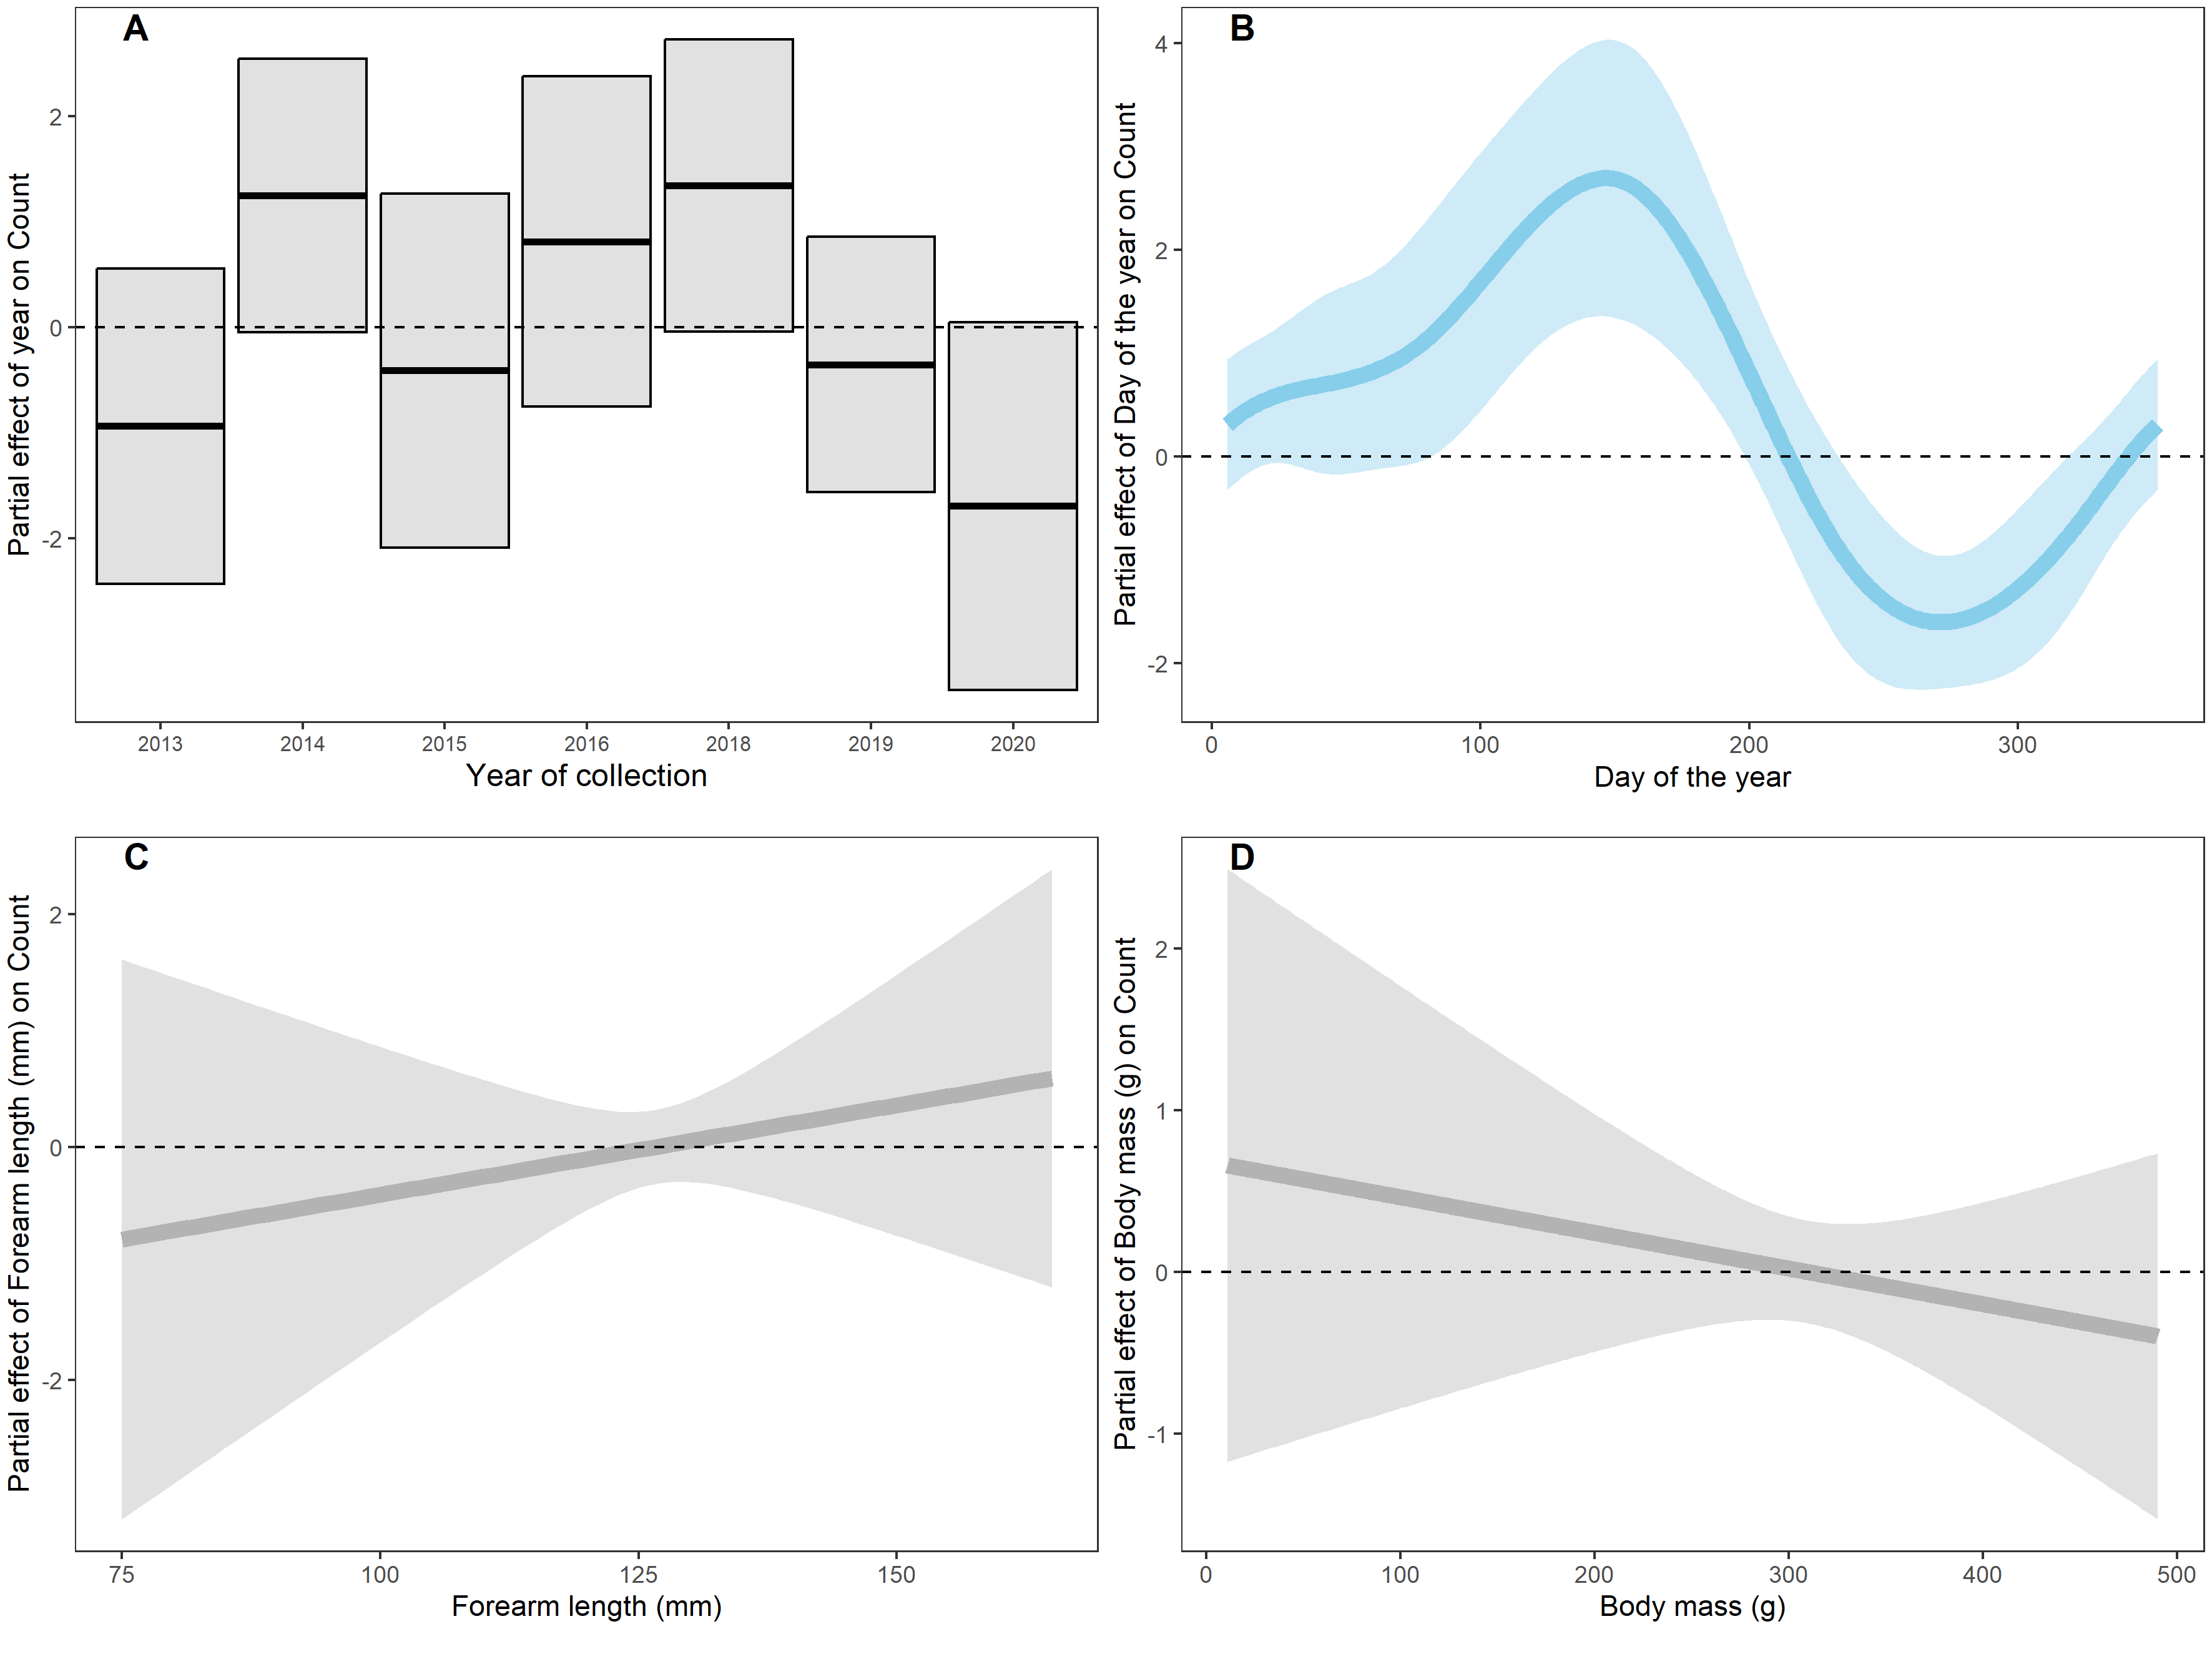 A
Partial effect of year on Count
2
0
-2
2013 2014 2015 2016 2018 2019 2020
Year of collection
B
Partial effect of Day of the year on Count
4
2
0
-2
0 100 200 300
Day of the year
C
Partial effect of Forearm length (mm) on Count
2
0
-2
75 100 125 150
Forearm length (mm)
D
Partial effect of Body mass (g) on Count
2
1
0
-1
0 100 200 300 400 500
Body mass (g)